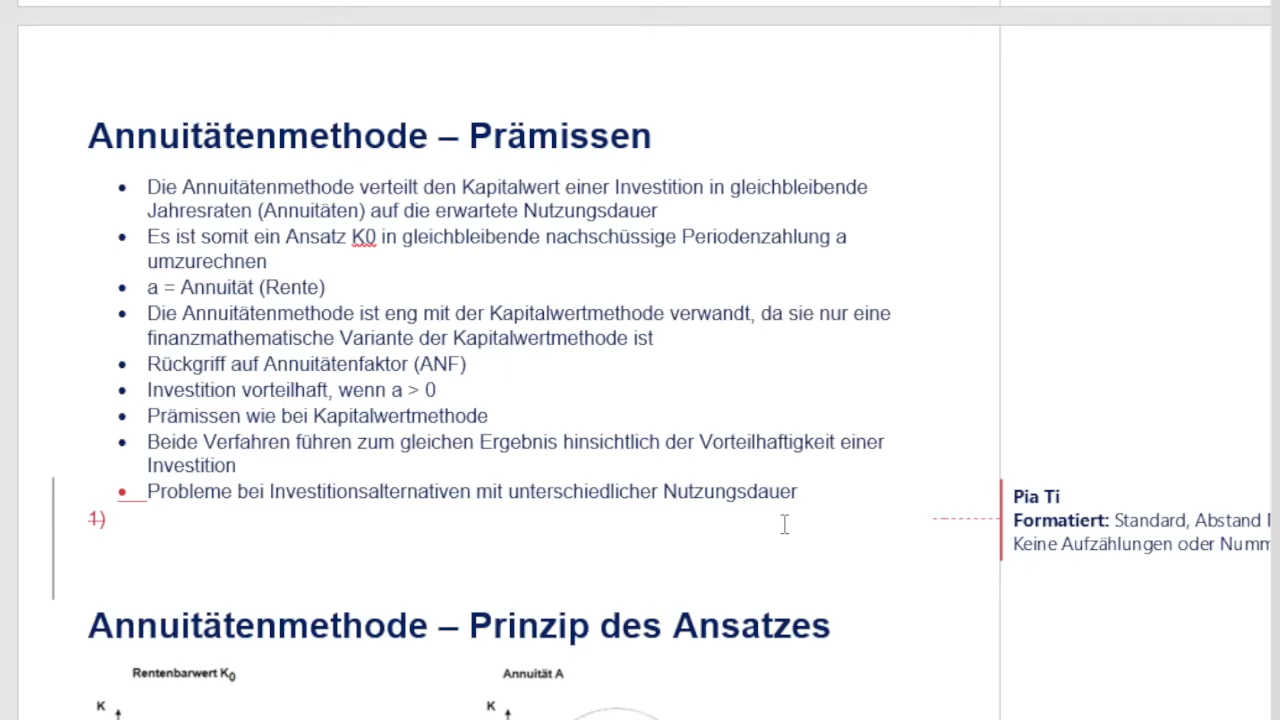 Annuitätenmethode – Prämissen
• Die Annuitätenmethode verteilt den Kapitalwert einer Investition in gleichbleibende
Jahresraten (Annuitäten) auf die erwartete Nutzungsdauer
• Es ist somit ein Ansatz K0 in gleichbleibende nachschüssige Periodenzahlung a
umzurechnen
• a = Annuität (Rente)
• Die Annuitätenmethode ist eng mit der Kapitalwertmethode verwandt, da sie nur eine
finanzmathematische Variante der Kapitalwertmethode ist
• Rückgriff auf Annuitätenfaktor (ANF)
• Investition vorteilhaft, wenn a > 0
• Prämissen wie bei Kapitalwertmethode
• Beide Verfahren führen zum gleichen Ergebnis hinsichtlich der Vorteilhaftigkeit einer
Investition
• Probleme bei Investitionsalternativen mit unterschiedlicher Nutzungsdauer
1)
Pia Ti
Formatiert: Standard, Abstand
Keine Aufzählungen oder Numm
Annuitätenmethode – Prinzip des Ansatzes
Rentenbarwert K0
Annuität A
K
K